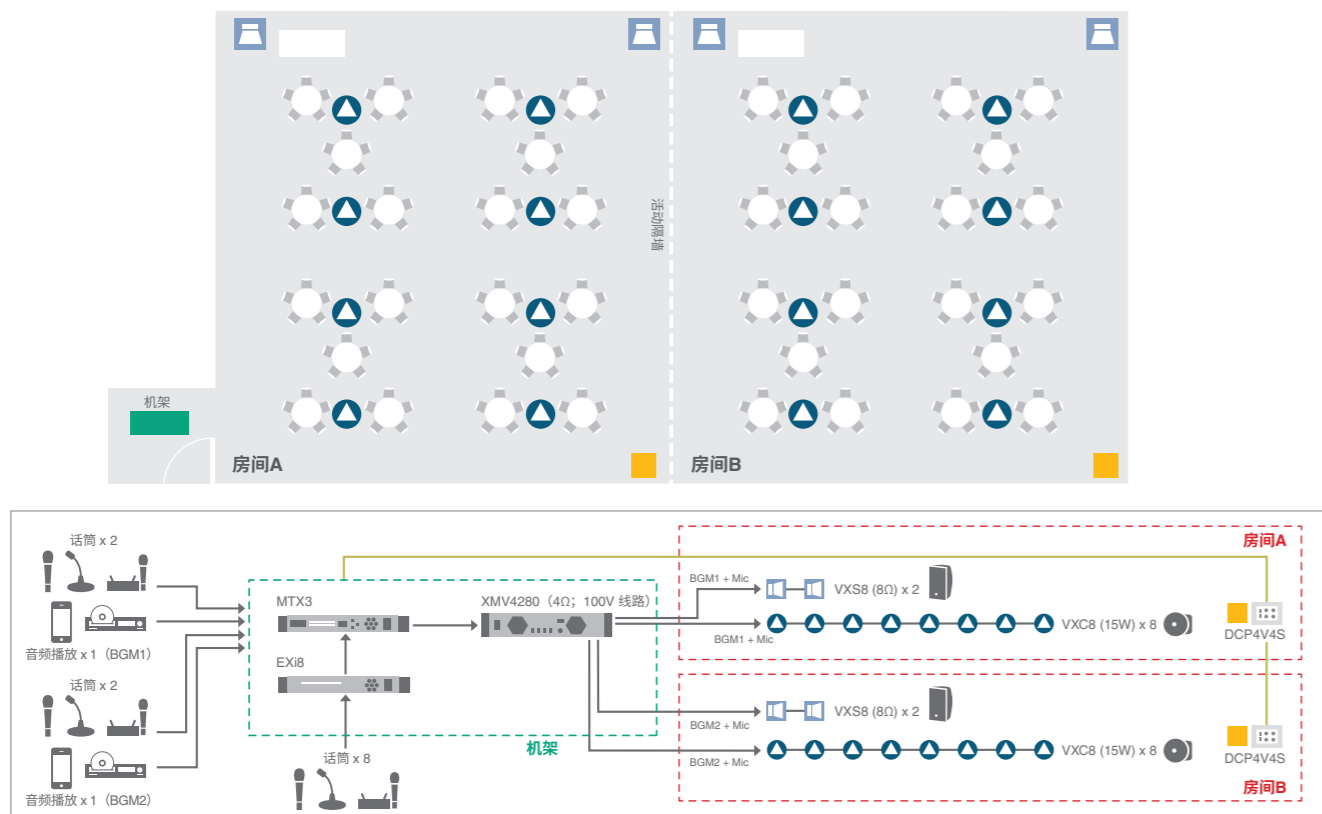 活动隔墙
机架
房间A
房间B
话筒 x 2
音频播放 x 1（BGM1）
话筒 x 2
音频播放 x 1（BGM2）
MTX3
EXi8
话筒 x 8
机架
XMV4280（4Ω；100V 线路）
房间A
BGM1 + Mic
VXS8 (8Ω) x 2
BGM1 + Mic
VXC8 (15W) x 8
DCP4V4S
BGM2 + Mic
VXS8 (8Ω) x 2
BGM2 + Mic
VXC8 (15W) x 8
DCP4V4S
房间B